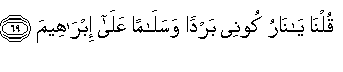 قُلْنَا يَـٰنَارُ كُونِى بَرْدًا وَسَلَـٰمًا عَلَىٰٓ إِبْرَٰهِيمَ ﴿٦٩﴾